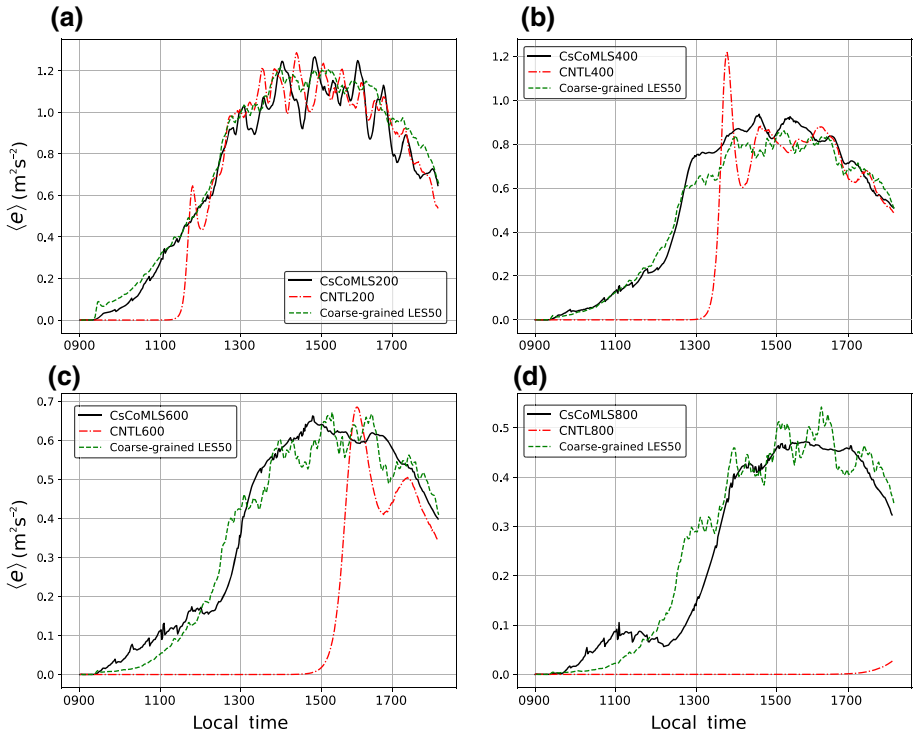 (a)
⟨e⟩ (m²s⁻²)
1.2
1.0
0.8
0.6
0.4
0.2
0.0
CsCoMLS200
CNTL200
Coarse-grained LES50
0900 1100 1300 1500 1700
(b)
1.2
1.0
0.8
0.6
0.4
0.2
0.0
CsCoMLS400
CNTL400
Coarse-grained LES50
0900 1100 1300 1500 1700
(c)
⟨e⟩ (m²s⁻²)
0.7
0.6
0.5
0.4
0.3
0.2
0.1
0.0
CsCoMLS600
CNTL600
Coarse-grained LES50
0900 1100 1300 1500 1700
Local time
(d)
0.5
0.4
0.3
0.2
0.1
0.0
CsCoMLS800
CNTL800
Coarse-grained LES50
0900 1100 1300 1500 1700
Local time